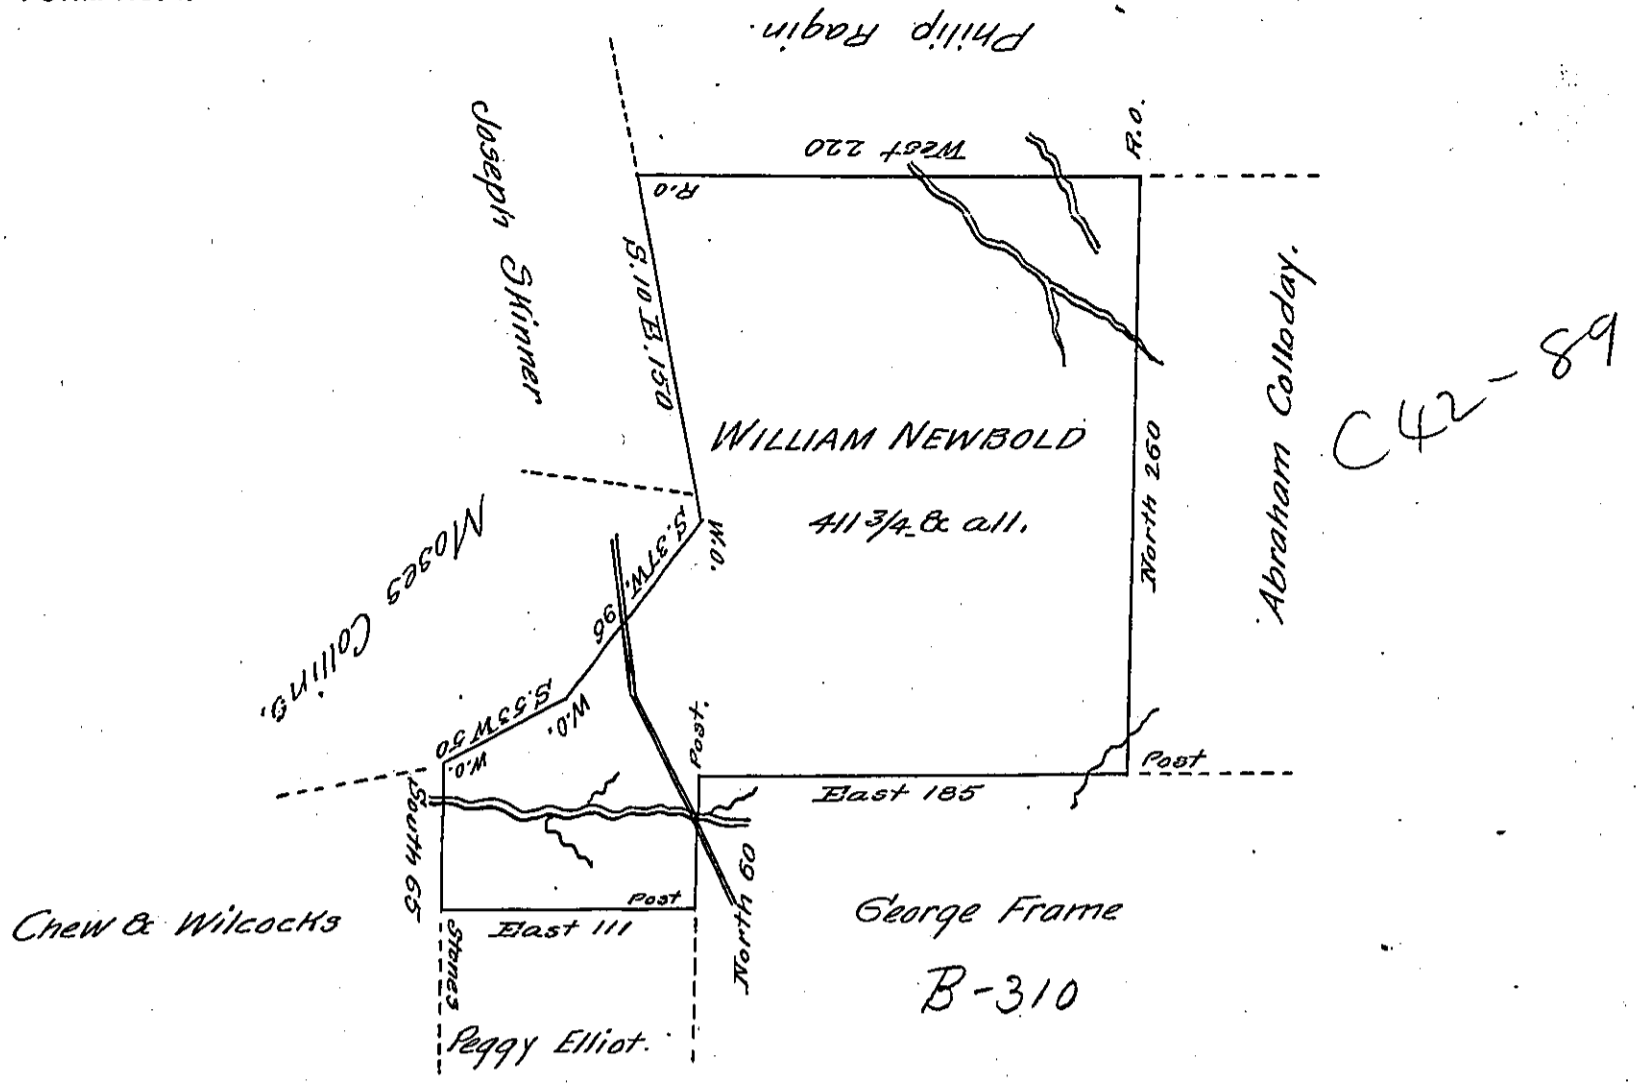 Philip Ragin.
Joseph Skinner
West 220
R.O.
R.O
S.10 E.150
Abraham Colloday.
C42-89
WILLIAM NEWBOLD
411 3/4 & all.
North 260
Moses Collins.
W.O.
S.37W. 96
W.O.
S.53W 50
W.O.
Post.
Post
East 185
South 65
Post
East 111
North 60
Stones
Chew & Wilcocks
George Frame
B-310
Peggy Elliot.